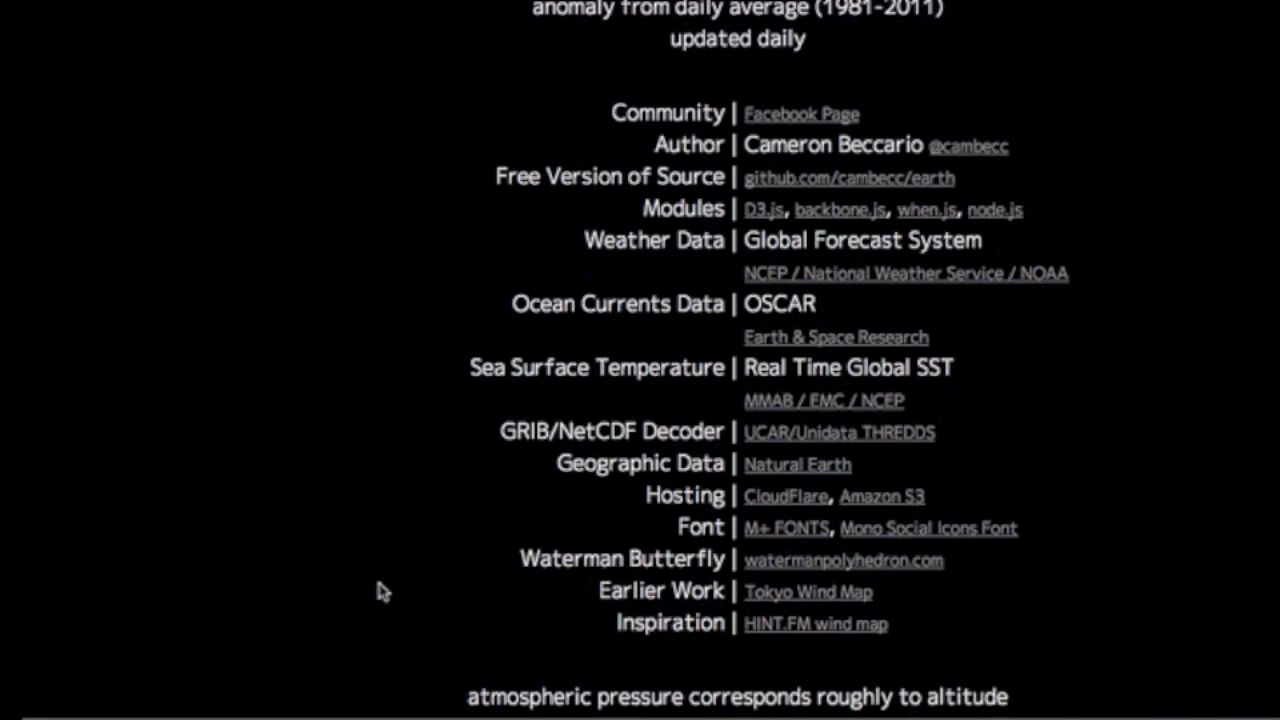 anomaly from daily average (1981-2011)
updated daily
Community | Facebook Page
Author | Cameron Beccario @cambecc
Free Version of Source | github.com/cambecc/earth
Modules | D3.js, backbone.js, when.js, node.js
Weather Data | Global Forecast System
NCEP / National Weather Service / NOAA
Ocean Currents Data | OSCAR
Earth & Space Research
Sea Surface Temperature | Real Time Global SST
MMAB / EMC / NCEP
GRIB/NetCDF Decoder | UCAR/Unidata THREDDS
Geographic Data | Natural Earth
Hosting | CloudFlare, Amazon S3
Font | M+ FONTS, Mono Social Icons Font
Waterman Butterfly | watermanpolyhedron.com
Earlier Work | Tokyo Wind Map
Inspiration | HINT.FM wind map
atmospheric pressure corresponds roughly to altitude